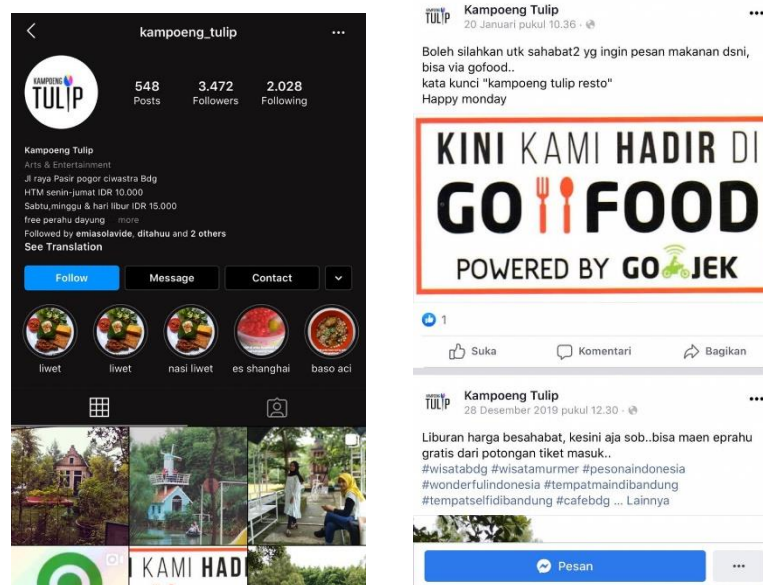 kampoeng_tulip
KAMPOENG
TULIP
548
3.472
2.028
Posts
Followers
Following
Kampoeng Tulip
Arts & Entertainment
Jl raya Pasir pogor ciwastra Bdg
HTM senin-jumat IDR 10.000
Sabtu,minggu & hari libur IDR 15.000
free perahu dayung more
Followed by emiasolavide, ditahuu and 2 others
See Translation
Follow
Message
Contact
liwet
liwet
nasi liwet
es shanghai
baso aci
I KAMI HADI
TULIP
Kampoeng Tulip
20 Januari pukul 10.36 ·
Boleh silahkan utk sahabat2 yg ingin pesan makanan dsni,
bisa via gofood..
kata kunci "kampoeng tulip resto"
Happy monday
KINI KAMI HADIR DI
GO FOOD
POWERED BY GO JEK
1
Suka
Komentari
Bagikan
TULIP
Kampoeng Tulip
28 Desember 2019 pukul 12.30 ·
Liburan harga besahabat, kesini aja sob..bisa maen eprahu
gratis dari potongan tiket masuk..
#wisatabdg #wisatamurmer #pesonaindonesia
#wonderfulindonesia #tempatmaindibandung
#tempatselfidibandung #cafebdg ... Lainnya
Pesan